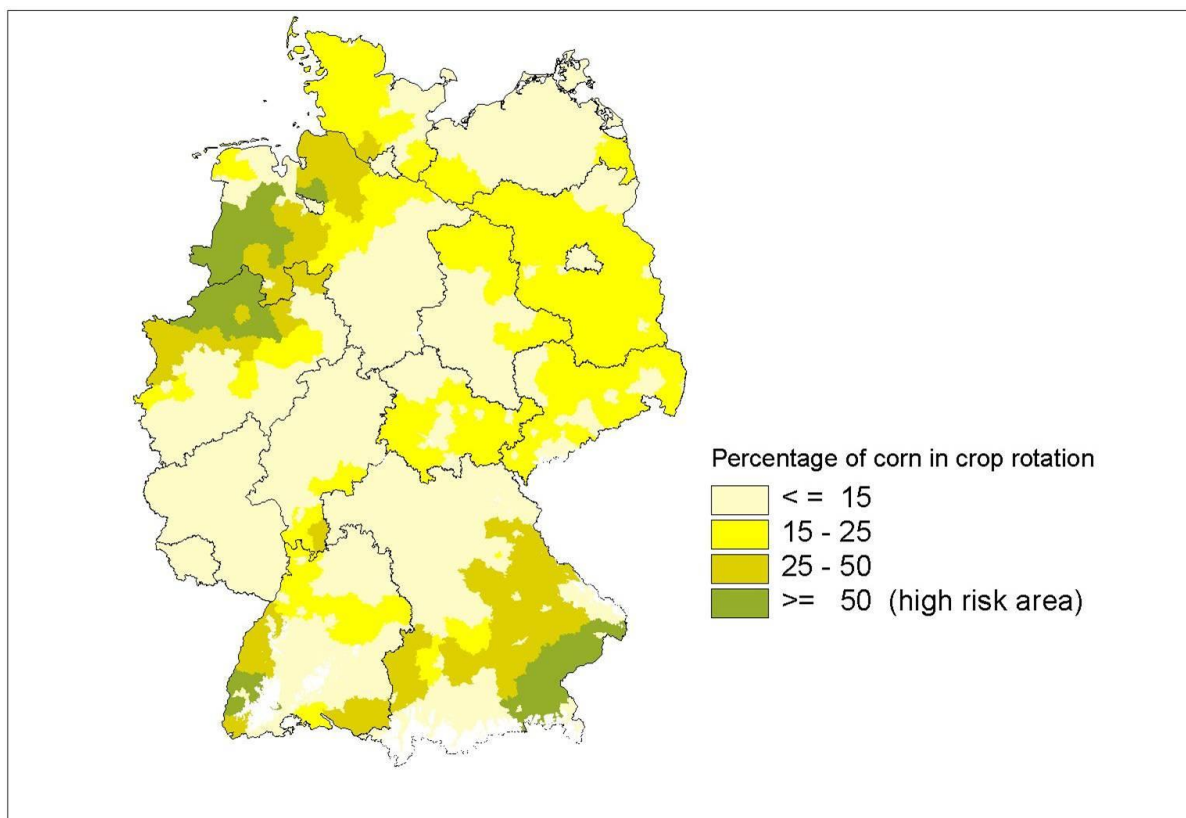 Percentage of corn in crop rotation
< = 15
15 - 25
25 - 50
>= 50 (high risk area)